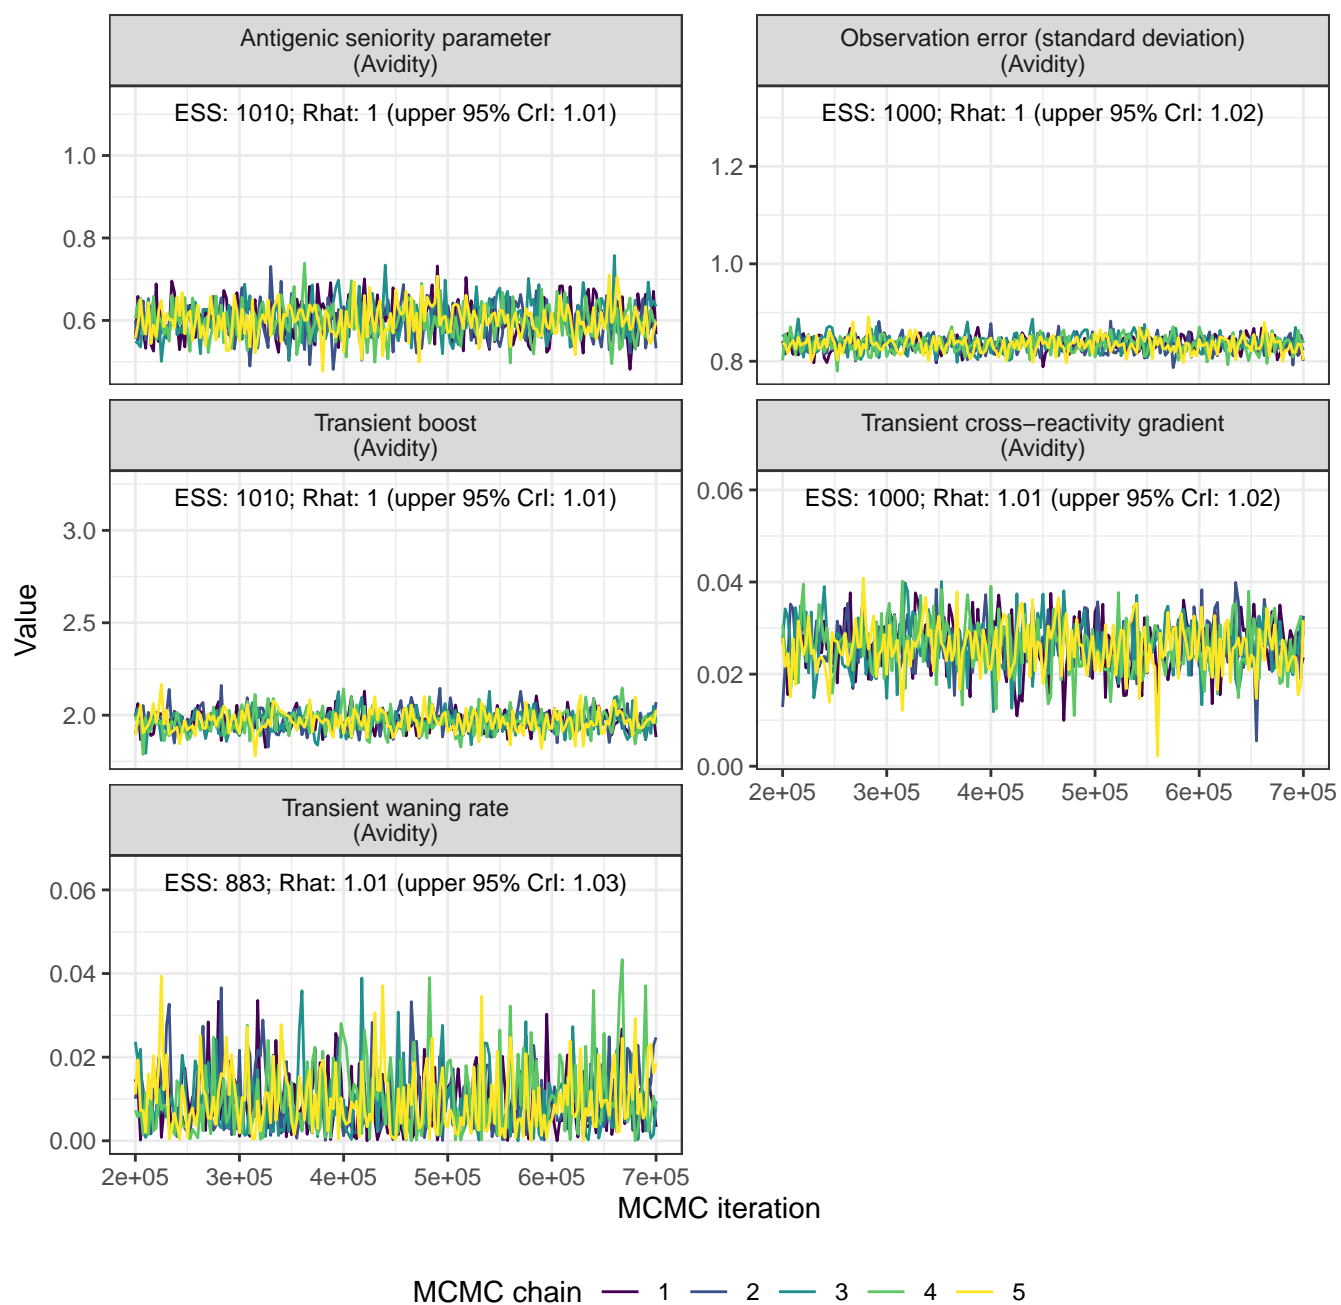 Antigenic seniority parameter
(Avidity)
ESS: 1010; Rhat: 1 (upper 95% CrI: 1.01)
1.0
0.8
0.6
Observation error (standard deviation)
(Avidity)
ESS: 1000; Rhat: 1 (upper 95% CrI: 1.02)
1.2
1.0
0.8
Transient boost
(Avidity)
ESS: 1010; Rhat: 1 (upper 95% CrI: 1.01)
3.0
2.5
2.0
Transient cross−reactivity gradient
(Avidity)
ESS: 1000; Rhat: 1.01 (upper 95% CrI: 1.02)
0.06
0.04
0.02
0.00
2e+05 3e+05 4e+05 5e+05 6e+05 7e+05
Transient waning rate
(Avidity)
ESS: 883; Rhat: 1.01 (upper 95% CrI: 1.03)
0.06
0.04
0.02
0.00
2e+05 3e+05 4e+05 5e+05 6e+05 7e+05
Value
MCMC iteration
MCMC chain 1 2 3 4 5